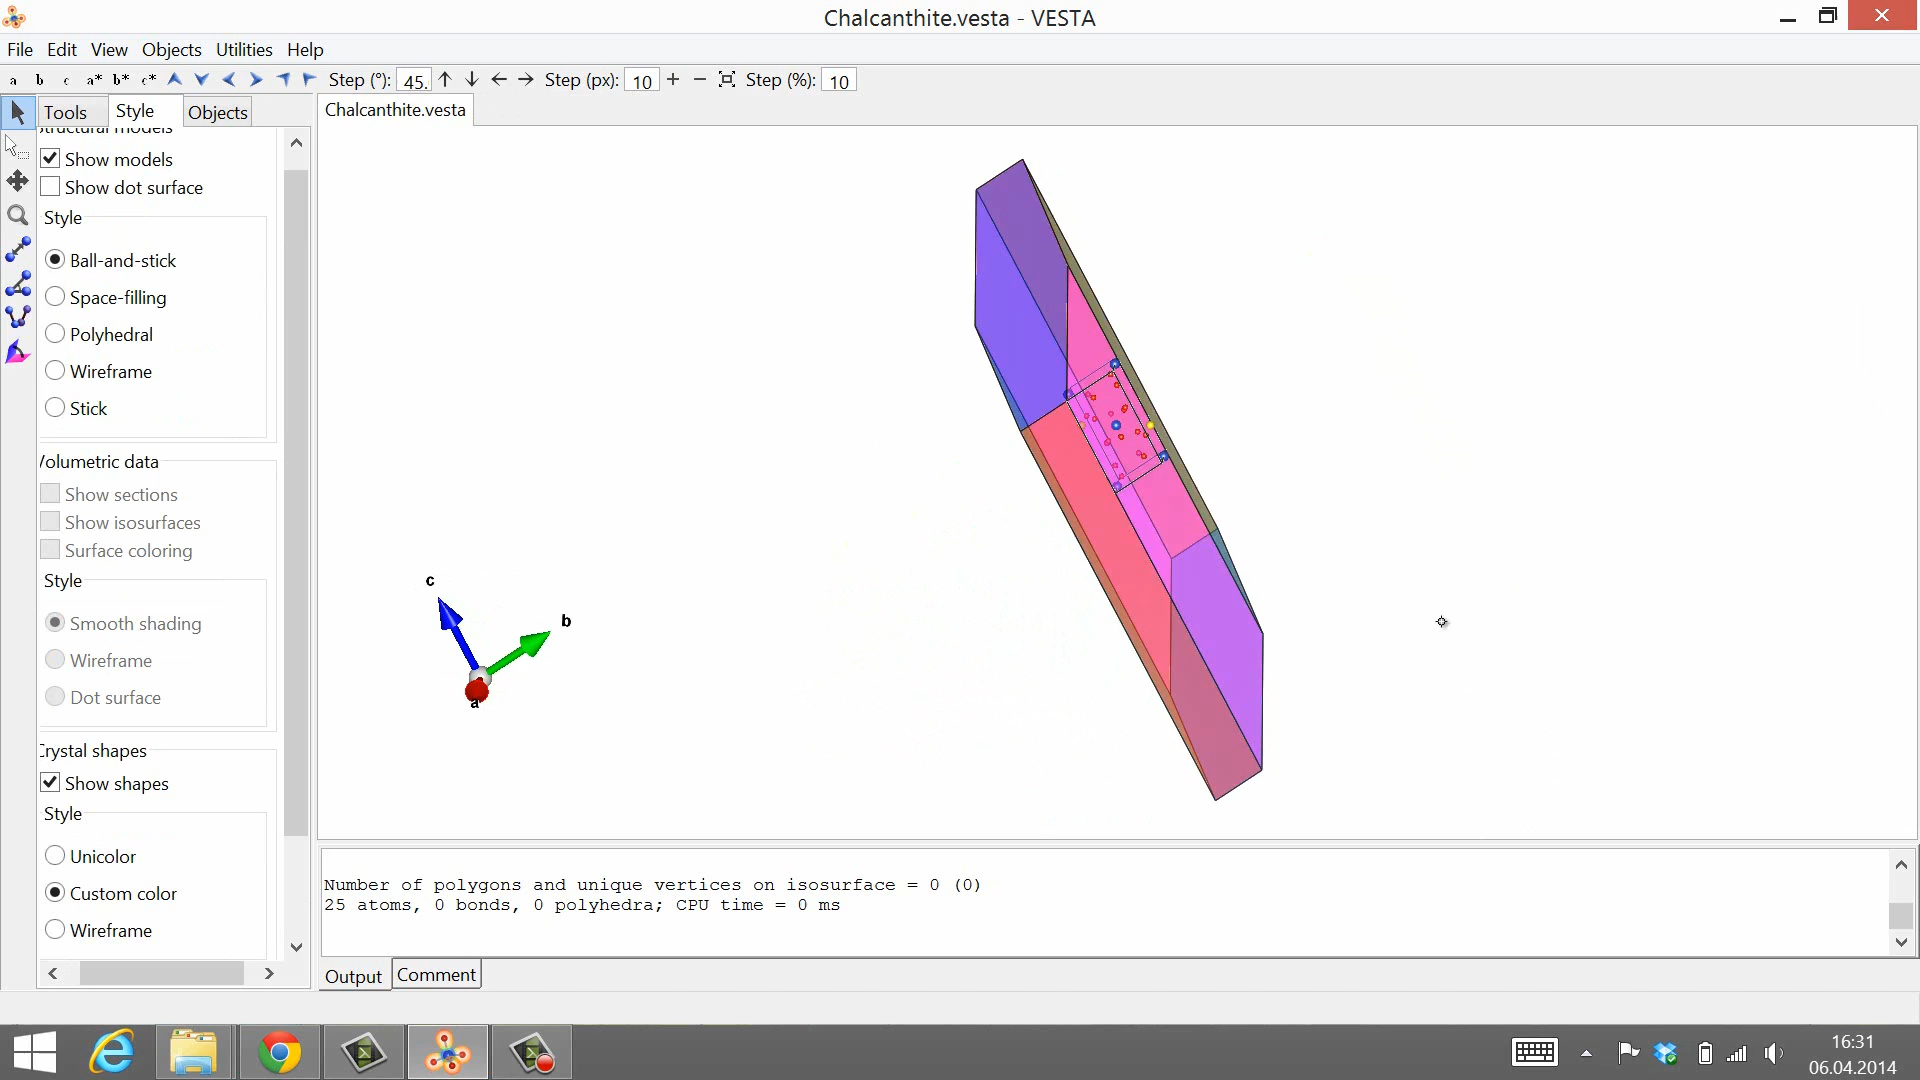 Chalcanthite.vesta - VESTA
File Edit View Objects Utilities Help
a b c a* b* c* Step (°): 45. Step (px): 10 + − Step (%): 10
Tools Style Objects
Chalcanthite.vesta
Structural models
Show models
Show dot surface
Style
Ball-and-stick
Space-filling
Polyhedral
Wireframe
Stick
Volumetric data
Show sections
Show isosurfaces
Surface coloring
Style
Smooth shading
Wireframe
Dot surface
Crystal shapes
Show shapes
Style
Unicolor
Custom color
Wireframe
c
b
a
Number of polygons and unique vertices on isosurface = 0 (0)
25 atoms, 0 bonds, 0 polyhedra; CPU time = 0 ms
Output Comment
16:31
06.04.2014